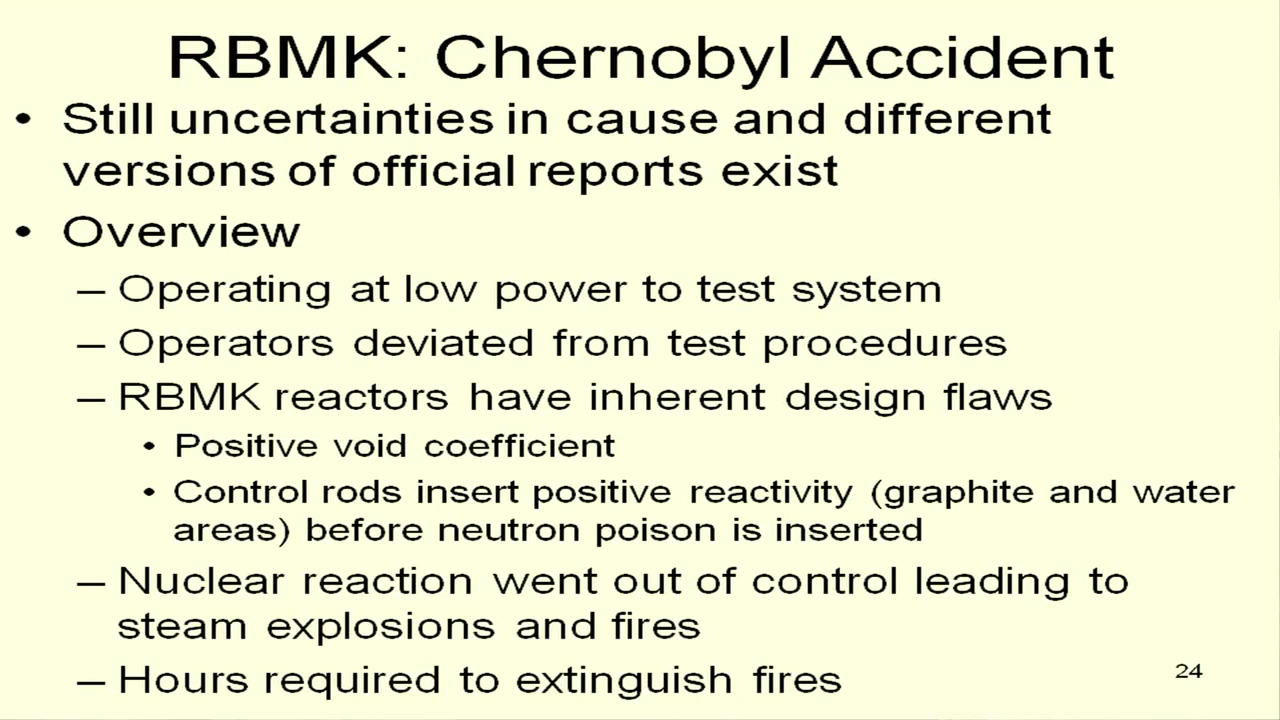 RBMK: Chernobyl Accident
• Still uncertainties in cause and different
versions of official reports exist
• Overview
– Operating at low power to test system
– Operators deviated from test procedures
– RBMK reactors have inherent design flaws
• Positive void coefficient
• Control rods insert positive reactivity (graphite and water
areas) before neutron poison is inserted
– Nuclear reaction went out of control leading to
steam explosions and fires
– Hours required to extinguish fires
24